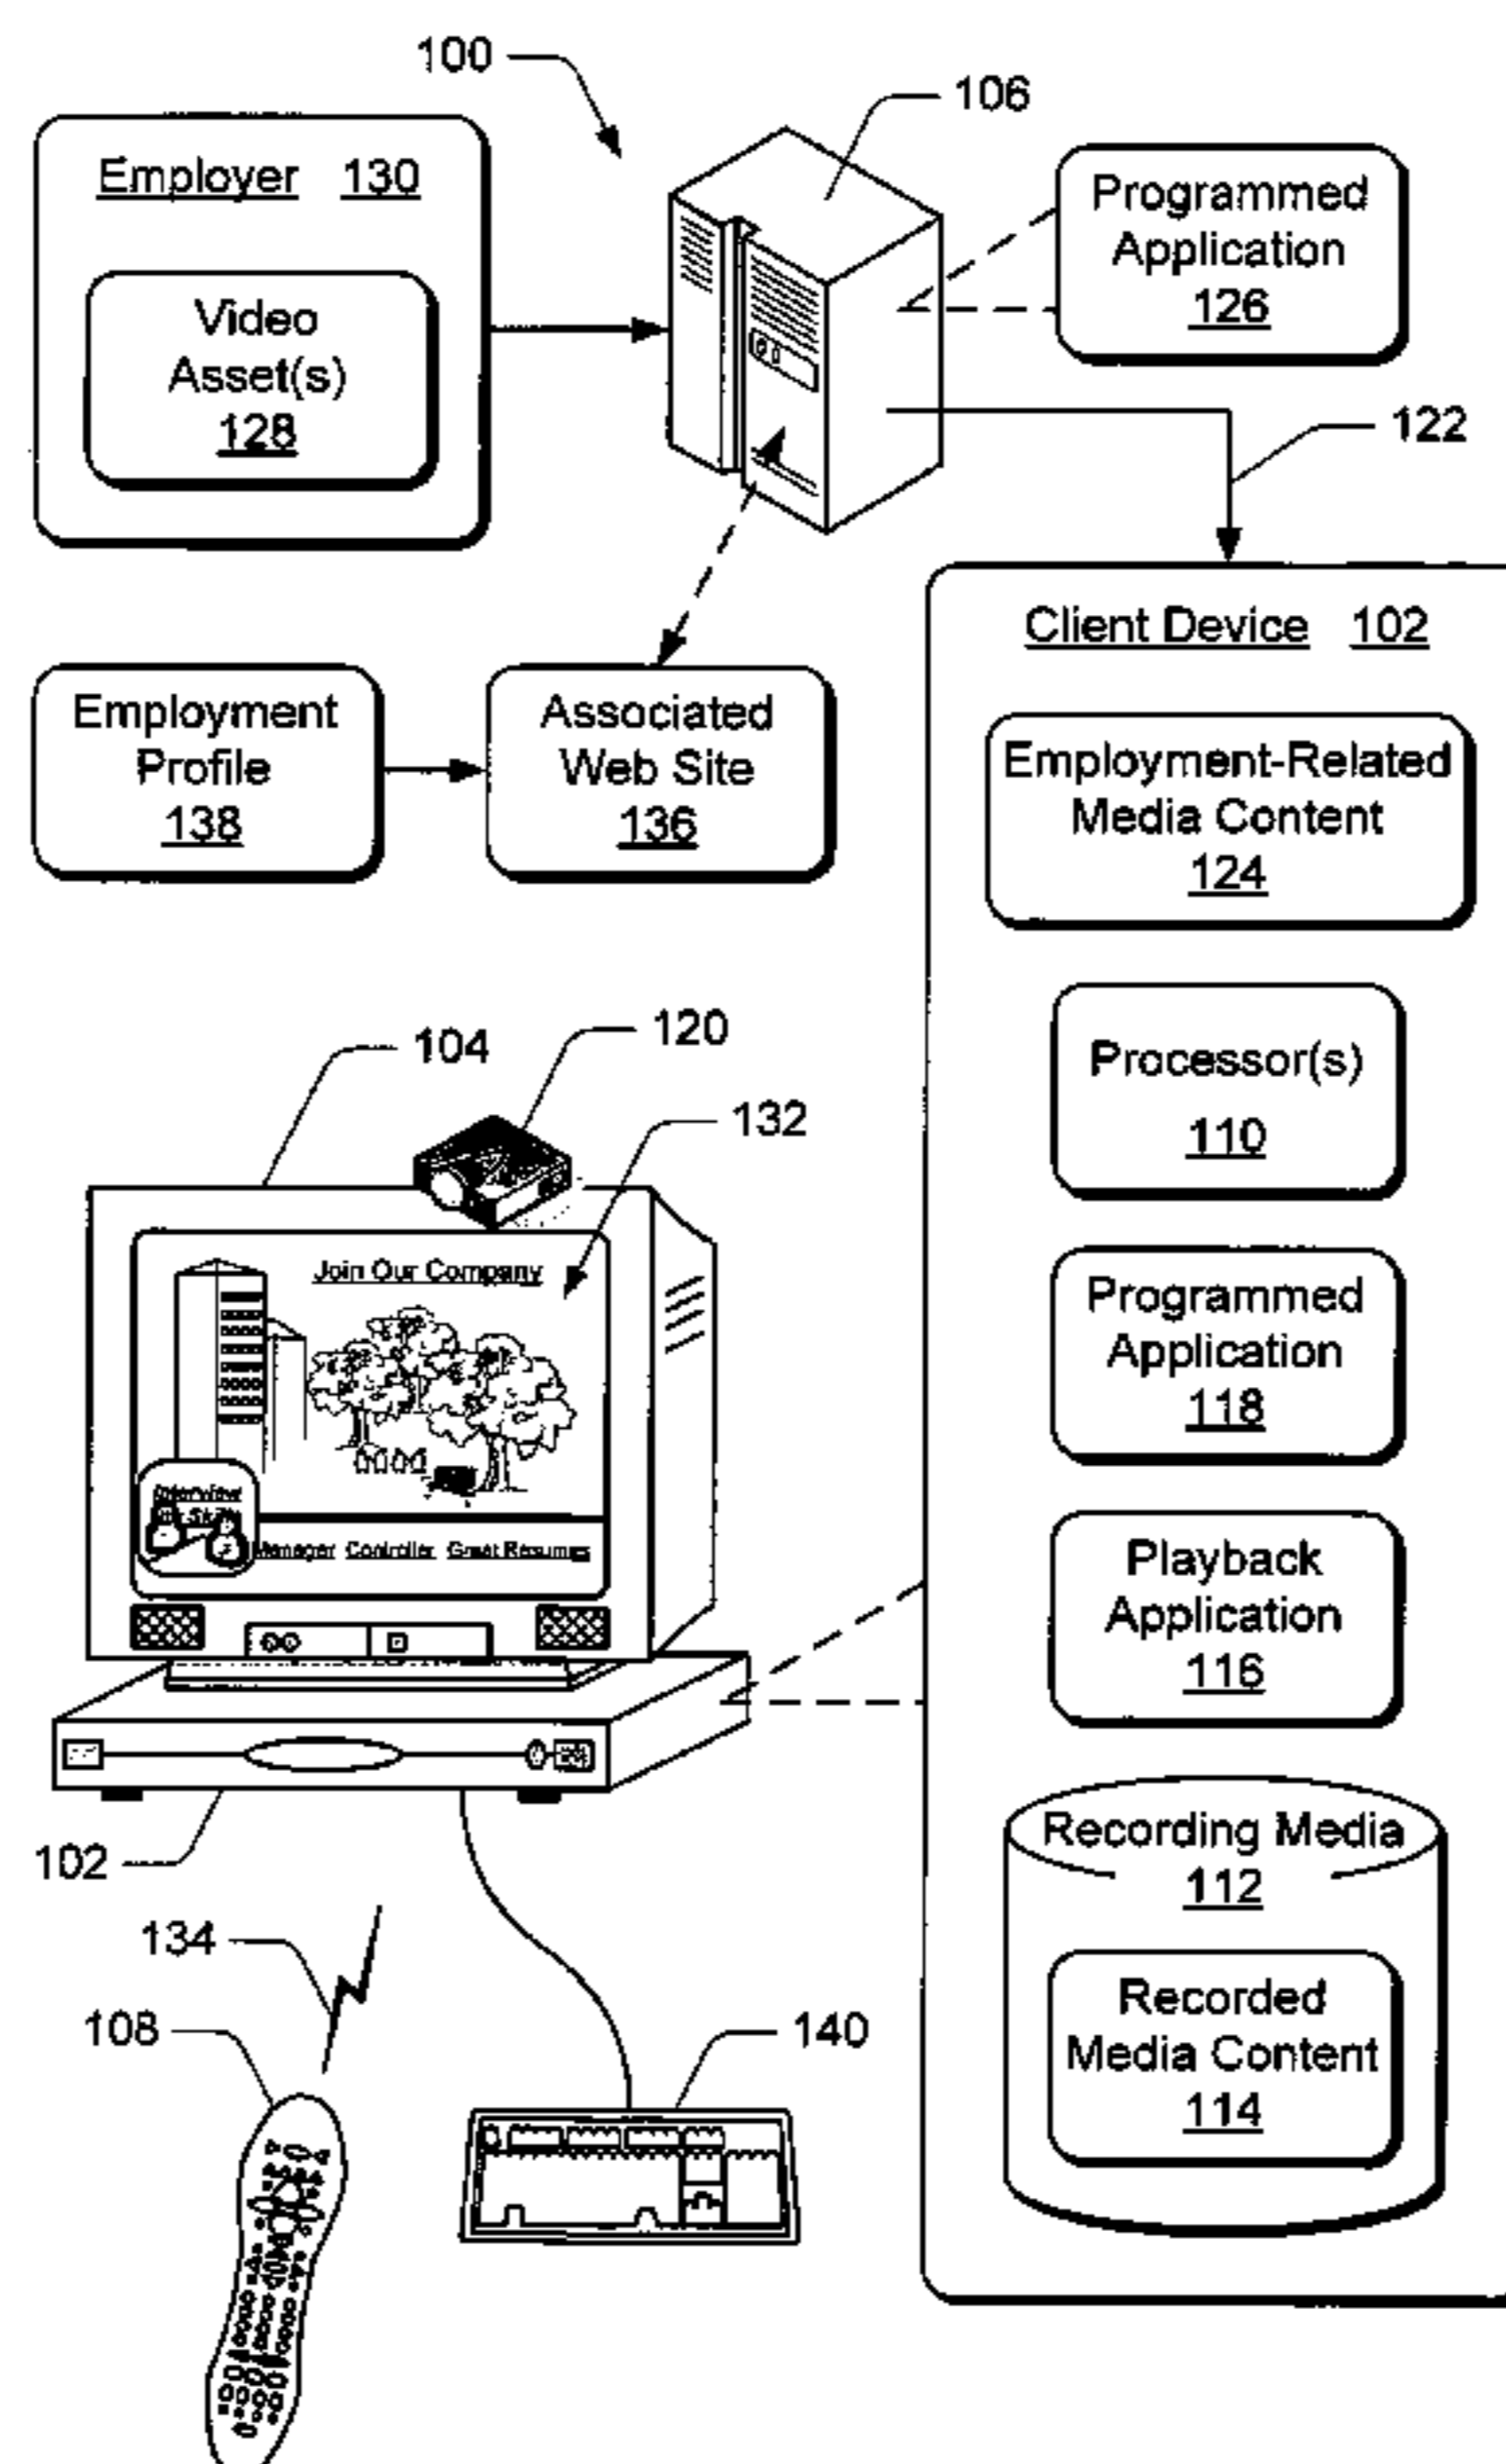 100
106
Employer 130
Video
Asset(s)
128
Programmed
Application
126
122
Client Device 102
Employment
Profile
138
Associated
Web Site
136
Employment-Related
Media Content
124
Processor(s)
110
Programmed
Application
118
Playback
Application
116
Recording Media
112
Recorded
Media Content
114
104
120
132
Join Our Company
Interview
Skills
Manager Controller Great Resumes
102
134
108
140